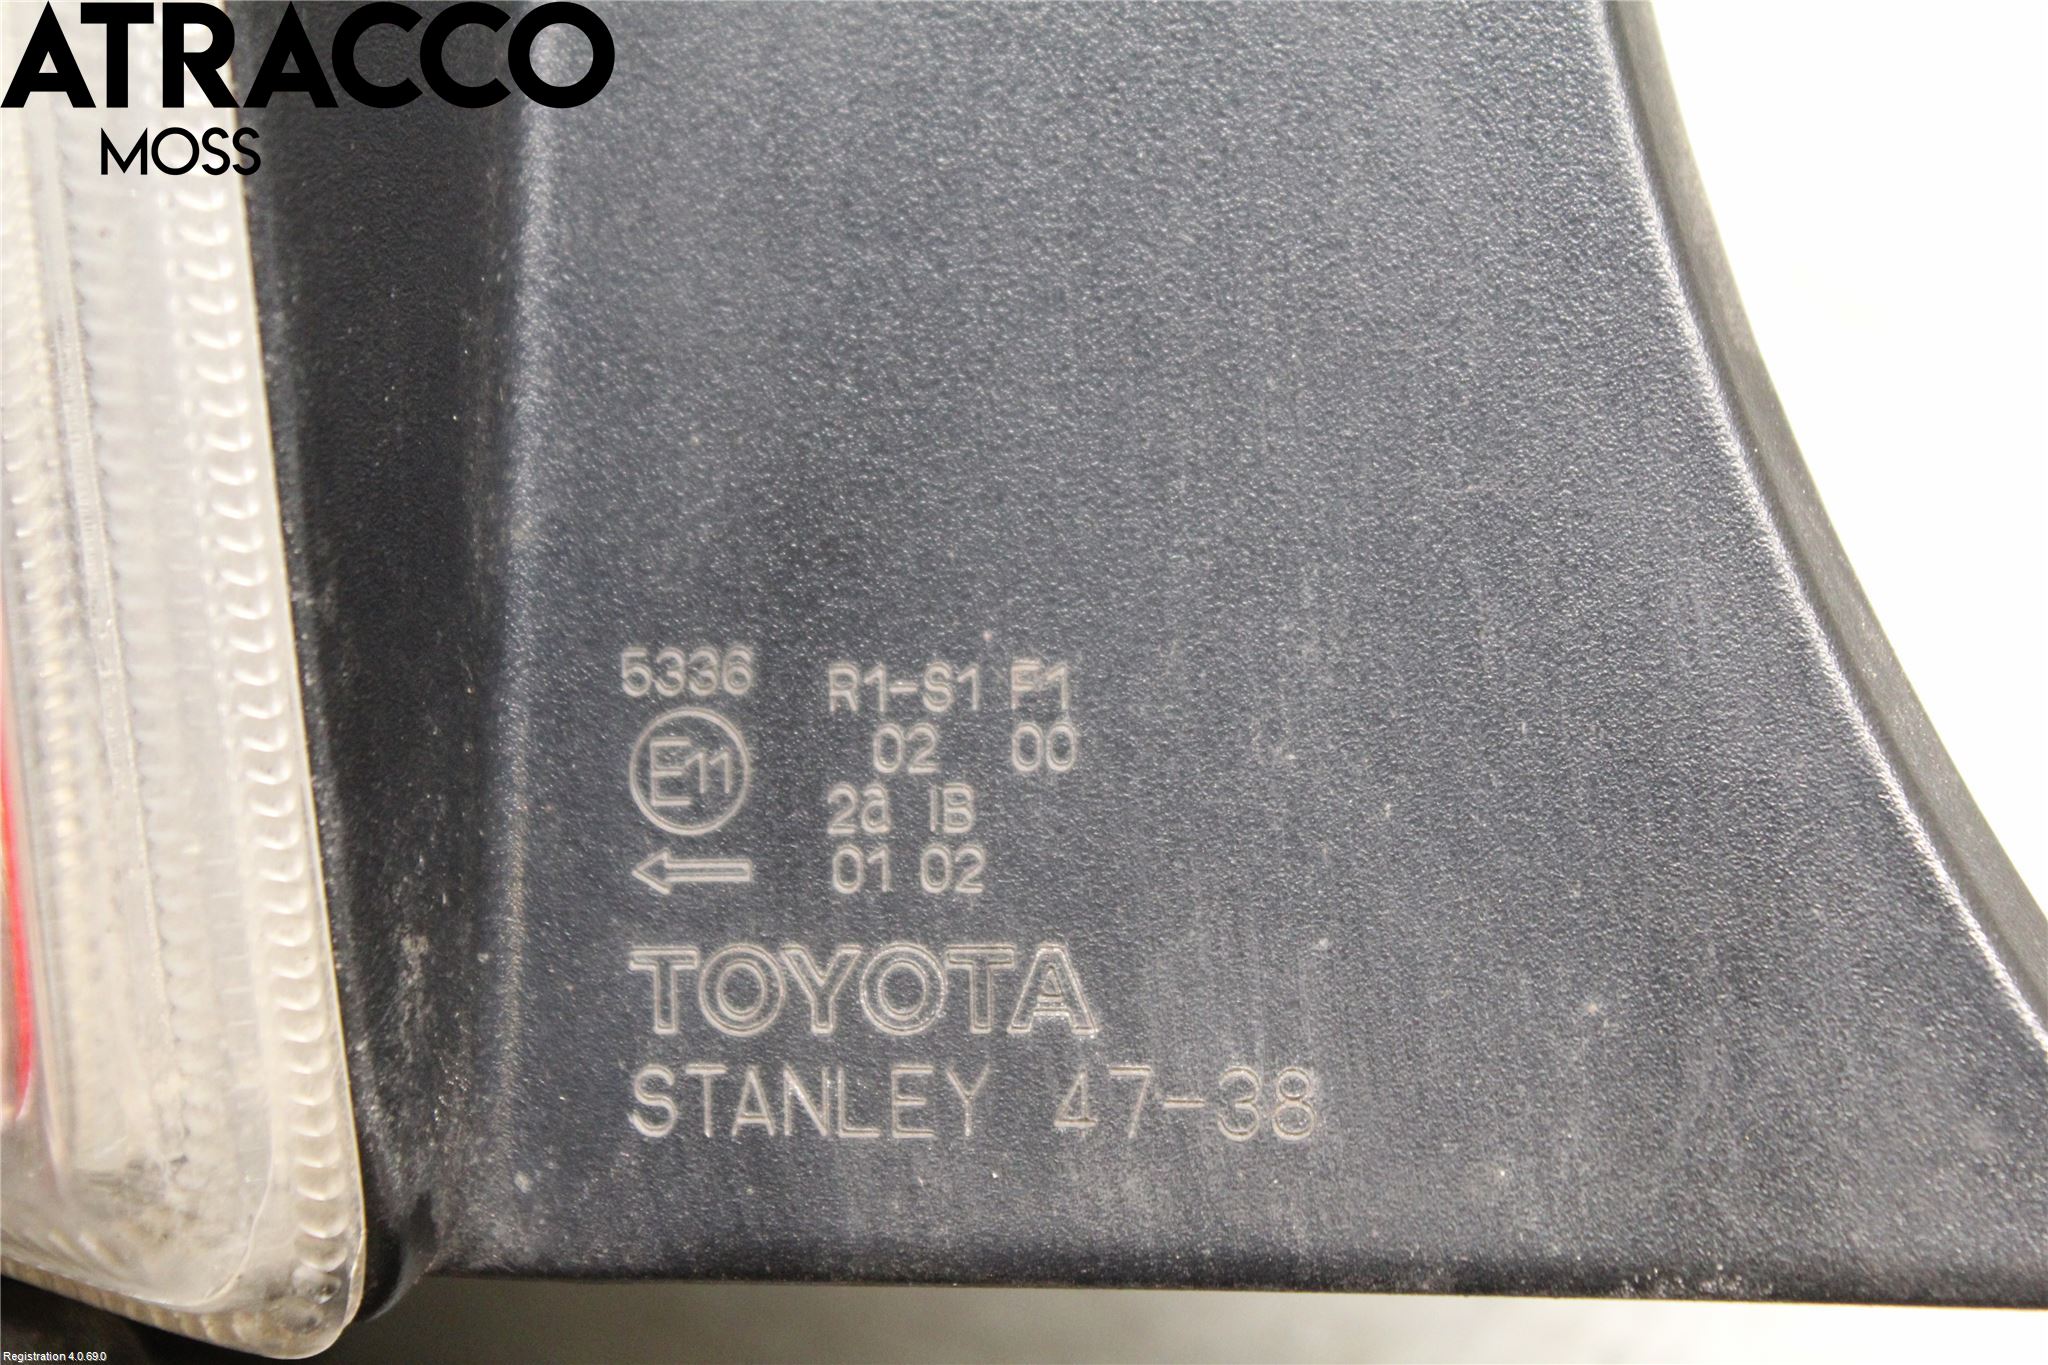 ATRACCO
MOSS
5336
R1-S1 F1
02 00
E11
2a IB
01 02
TOYOTA
STANLEY 47-38
Registration 4.0.69.0